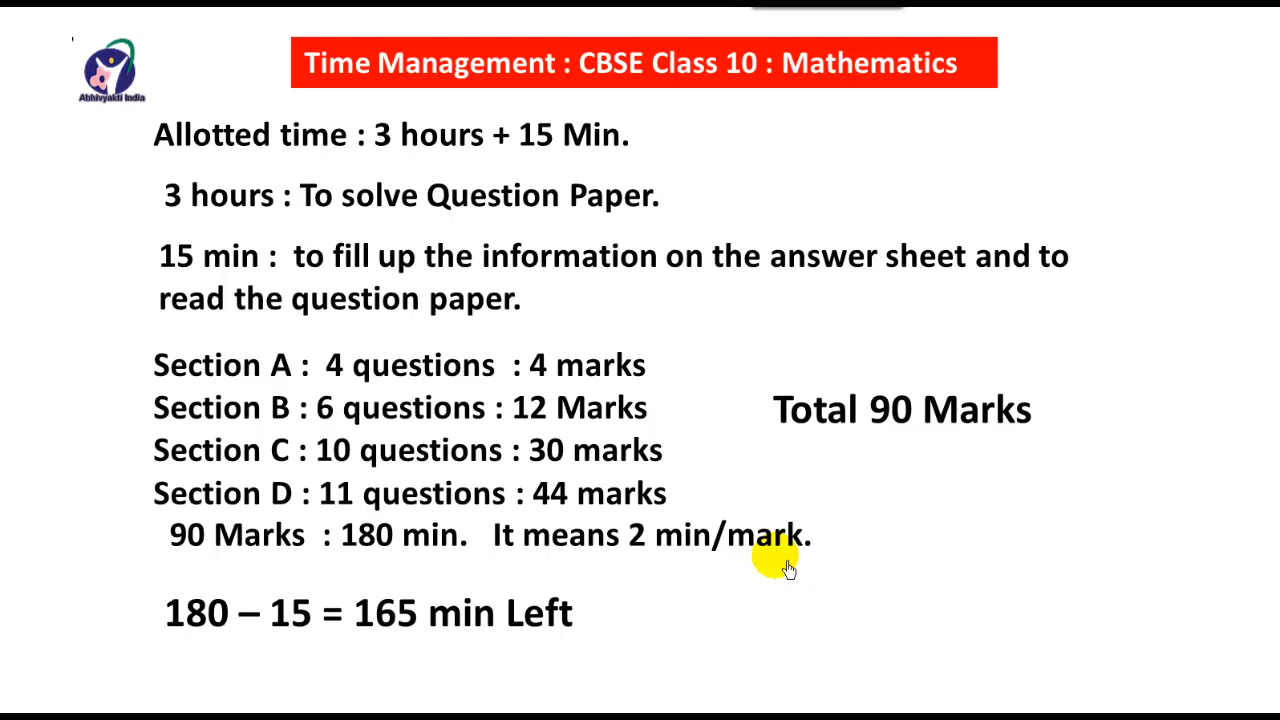 Abhivyakti India
Time Management : CBSE Class 10 : Mathematics
Allotted time : 3 hours + 15 Min.
3 hours : To solve Question Paper.
15 min :  to fill up the information on the answer sheet and to
read the question paper.
Section A :  4 questions  : 4 marks
Section B : 6 questions : 12 Marks
Total 90 Marks
Section C : 10 questions : 30 marks
Section D : 11 questions : 44 marks
90 Marks  : 180 min.   It means 2 min/mark.
180 – 15 = 165 min Left